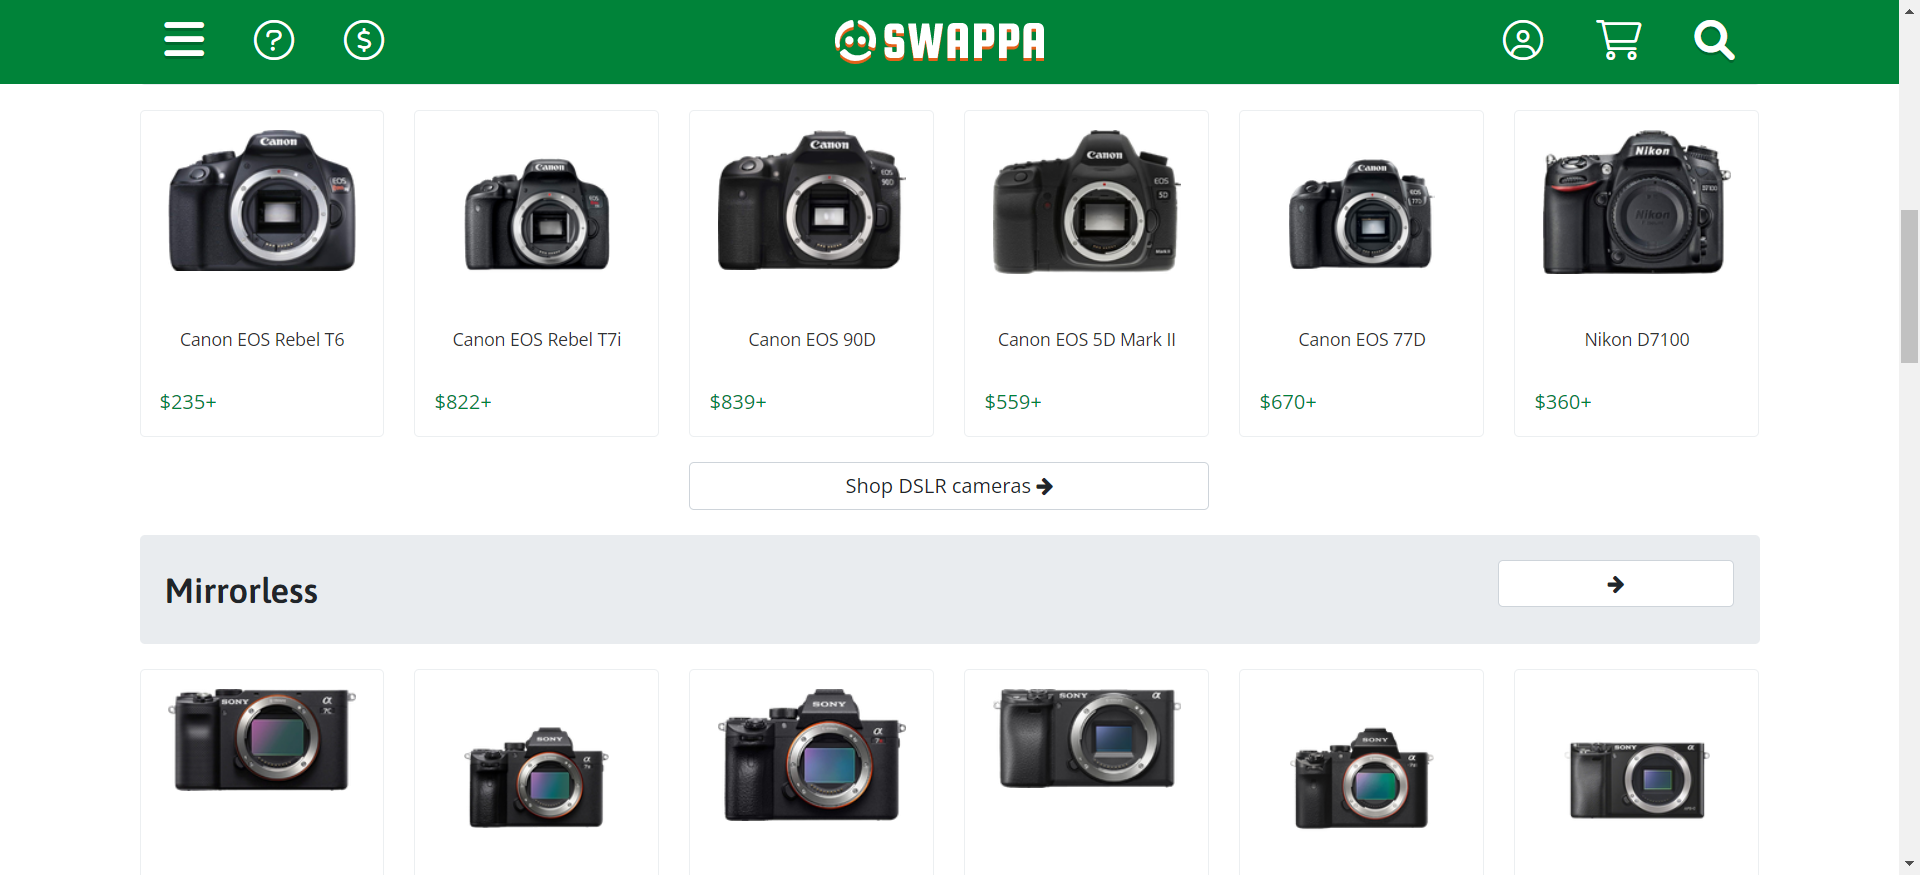 SWAPPA
Canon EOS Rebel T6
Canon EOS Rebel T7i
Canon EOS 90D
Canon EOS 5D Mark II
Canon EOS 77D
Nikon D7100
$235+
$822+
$839+
$559+
$670+
$360+
Shop DSLR cameras
Mirrorless